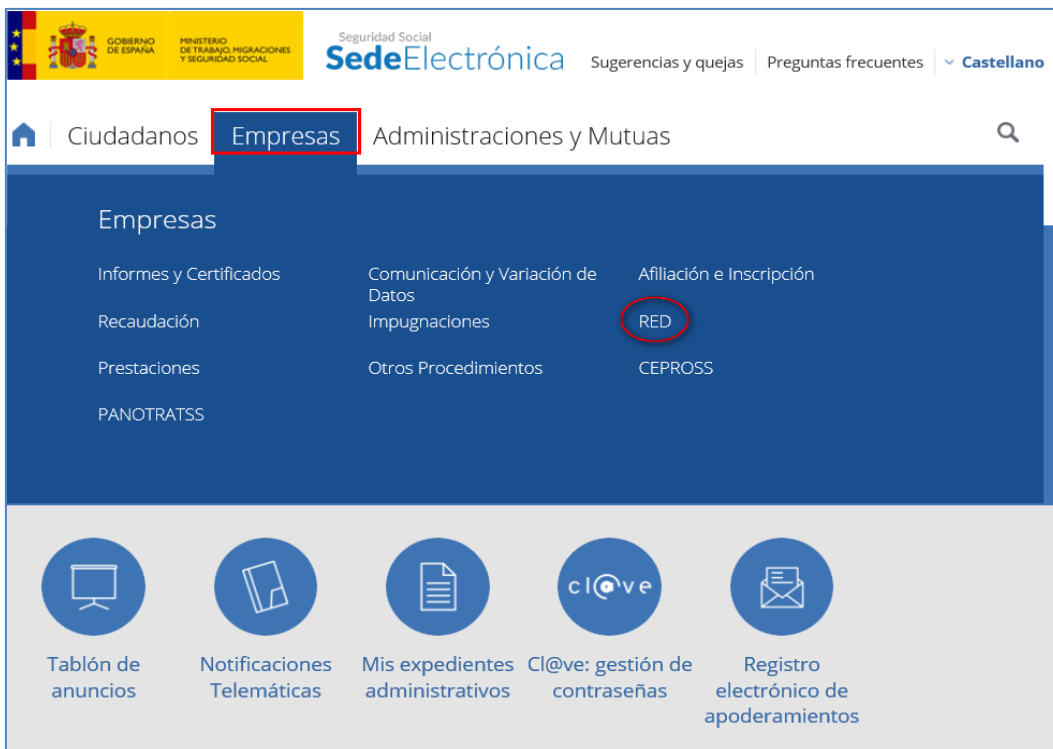 GOBIERNO
DE ESPAÑA
MINISTERIO
DE TRABAJO, MIGRACIONES
Y SEGURIDAD SOCIAL
Seguridad Social
SedeElectrónica
Sugerencias y quejas
Preguntas frecuentes
Castellano
Ciudadanos
Empresas
Administraciones y Mutuas
Empresas
Informes y Certificados
Comunicación y Variación de
Datos
Afiliación e Inscripción
Recaudación
Impugnaciones
RED
Prestaciones
Otros Procedimientos
CEPROSS
PANOTRATSS
cl@ve
Tablón de
anuncios
Notificaciones
Telemáticas
Mis expedientes
administrativos
Cl@ve: gestión de
contraseñas
Registro
electrónico de
apoderamientos